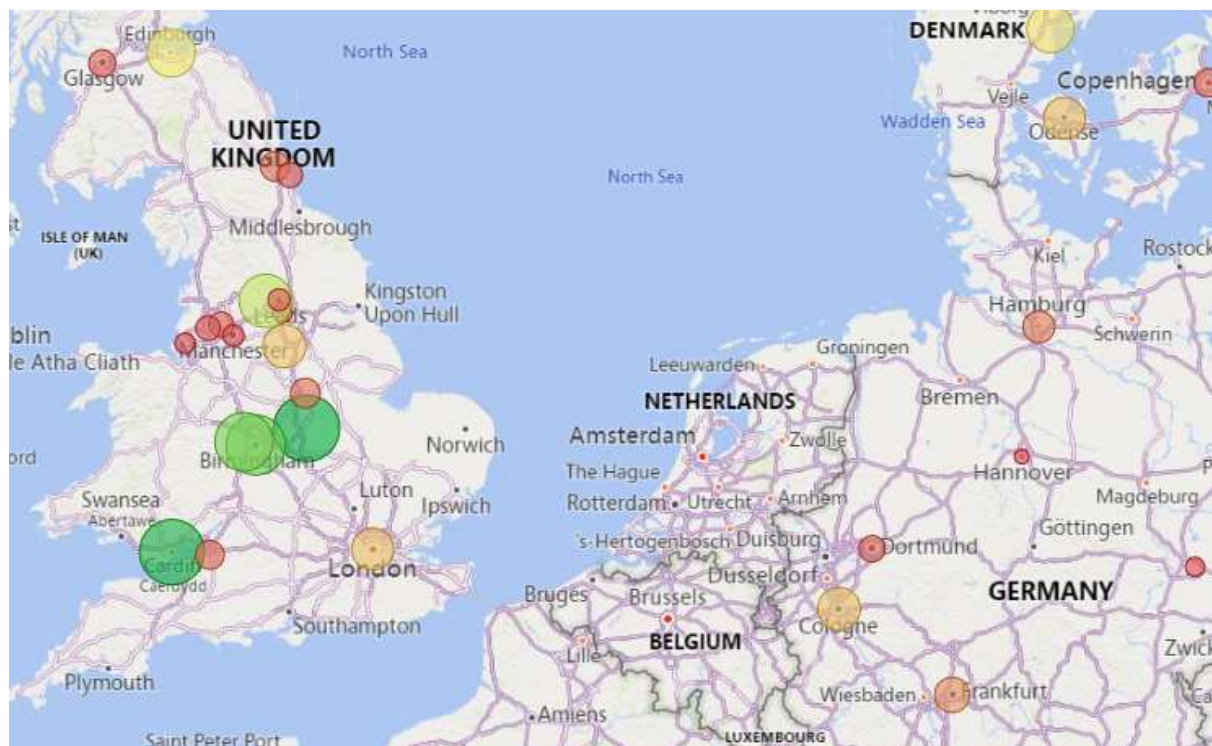 Edinburgh
Glasgow
North Sea
DENMARK
Copenhagen
Vejle
Odense
Wadden Sea
UNITED
KINGDOM
North Sea
Middlesbrough
ISLE OF MAN
(UK)
Kiel
Rostock
Kingston
Upon Hull
Leeds
Hamburg
Schwerin
blin
le Atha Cliath
Manchester
Leeuwarden
Groningen
Bremen
NETHERLANDS
Norwich
Amsterdam
Zwolle
Birmingham
ord
The Hague
Hannover
Swansea
Abertawe
Luton
Ipswich
Rotterdam
Utrecht
Arnhem
Magdeburg
's-Hertogenbosch
Duisburg
Göttingen
Dortmund
Cardiff
Caerdydd
London
Dusseldorf
Bruges
Brussels
GERMANY
Southampton
Cologne
BELGIUM
Lille
Zwick
Plymouth
Wiesbaden
Frankfurt
Amiens
LUXEMBOURG
Saint Peter Port